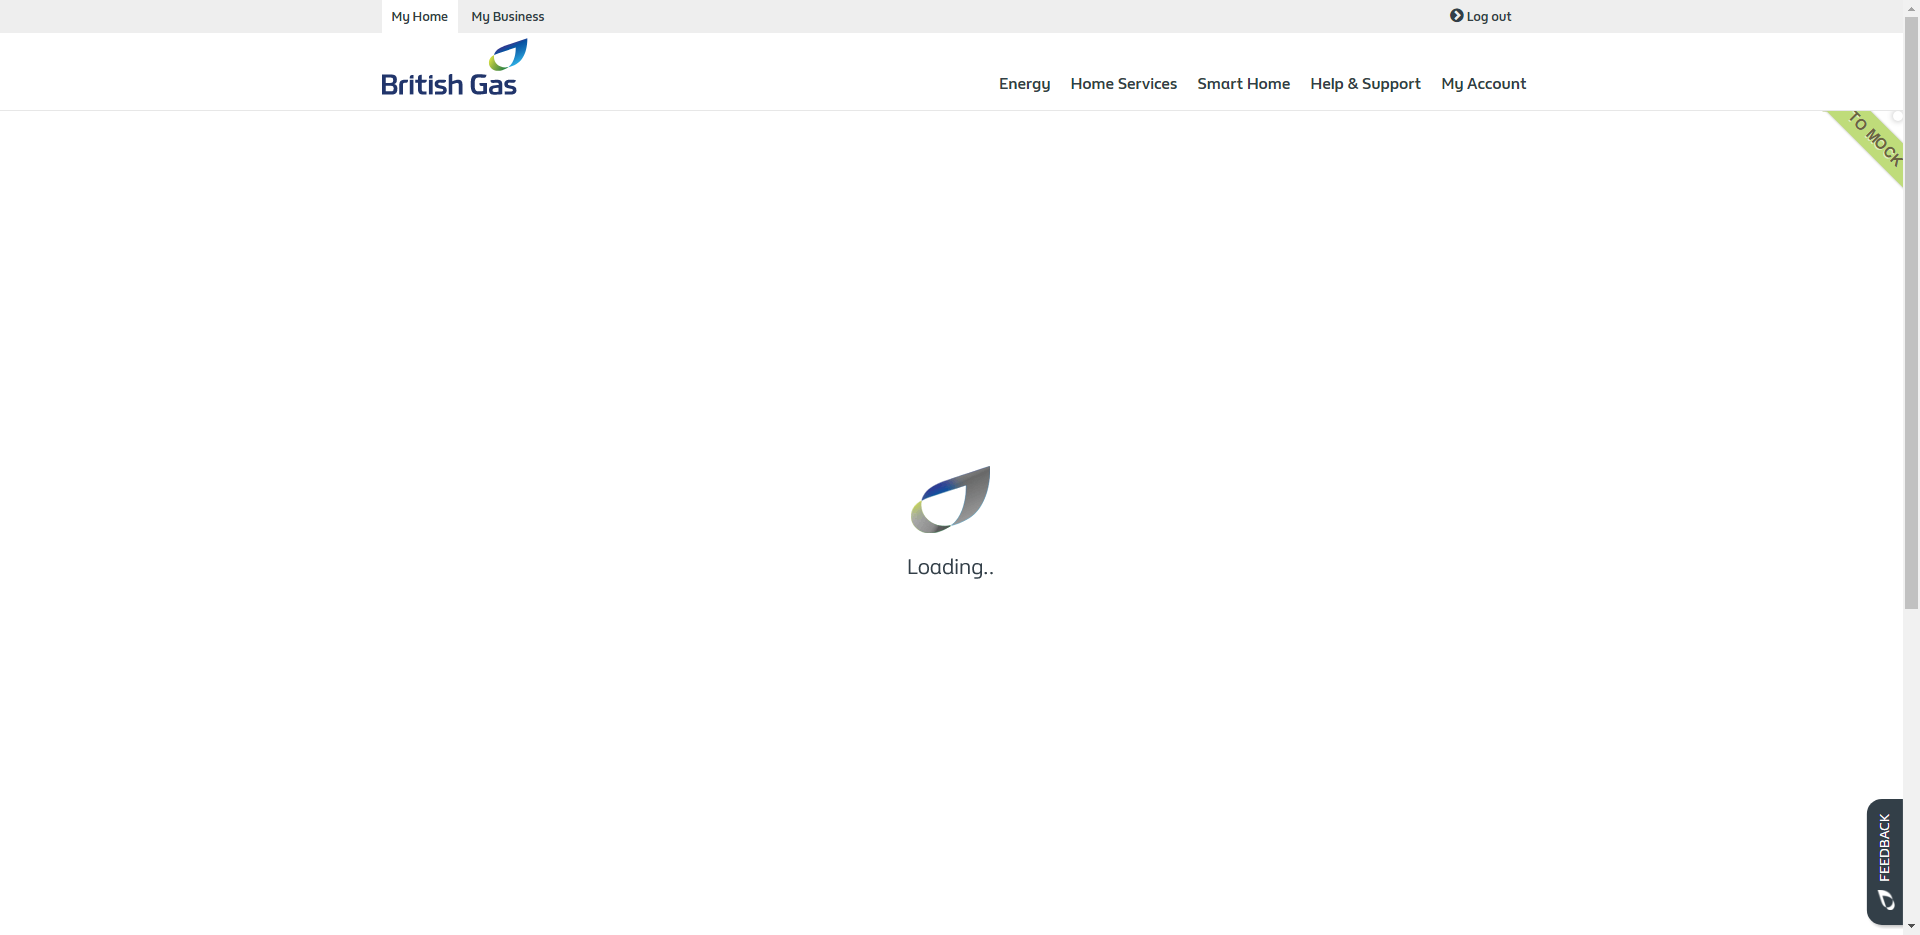 My Home
My Business
Log out
British Gas
Energy
Home Services
Smart Home
Help & Support
My Account
TO MOCK
Loading..
FEEDBACK